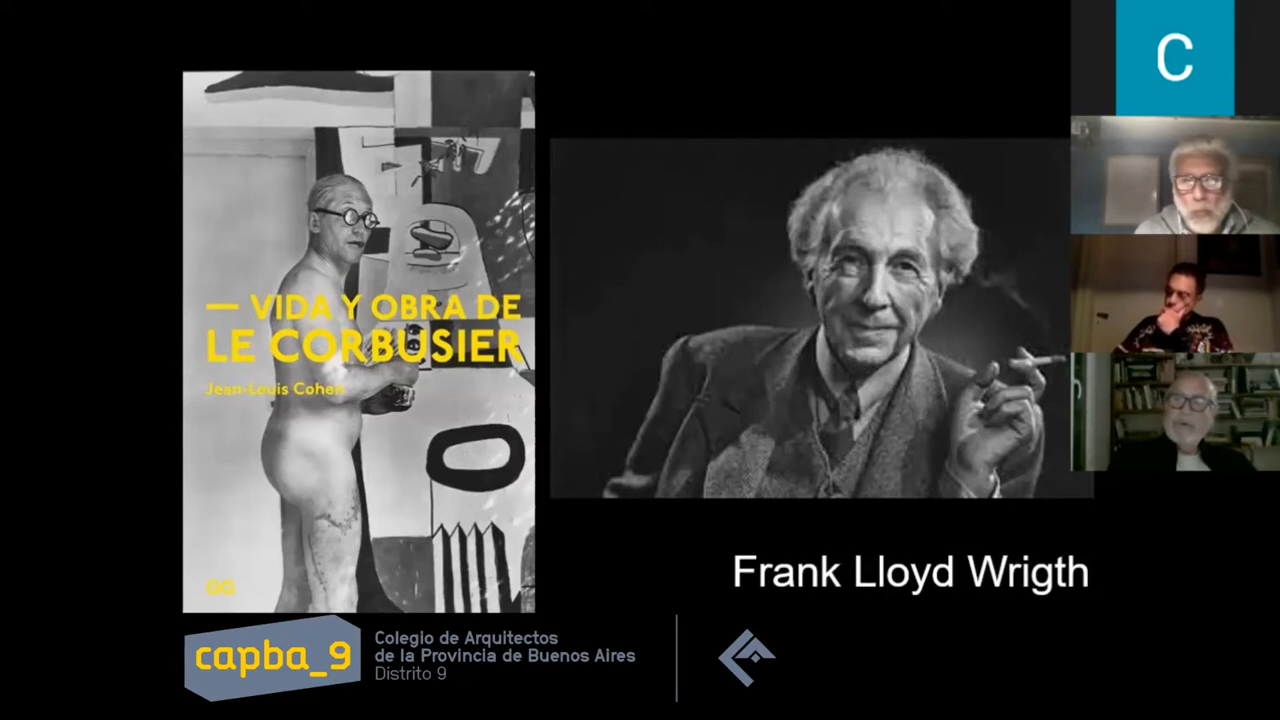 C
— VIDA Y OBRA DE
LE CORBUSIER
Jean-Louis Cohen
GG
Frank Lloyd Wrigth
capba_9
Colegio de Arquitectos
de la Provincia de Buenos Aires
Distrito 9